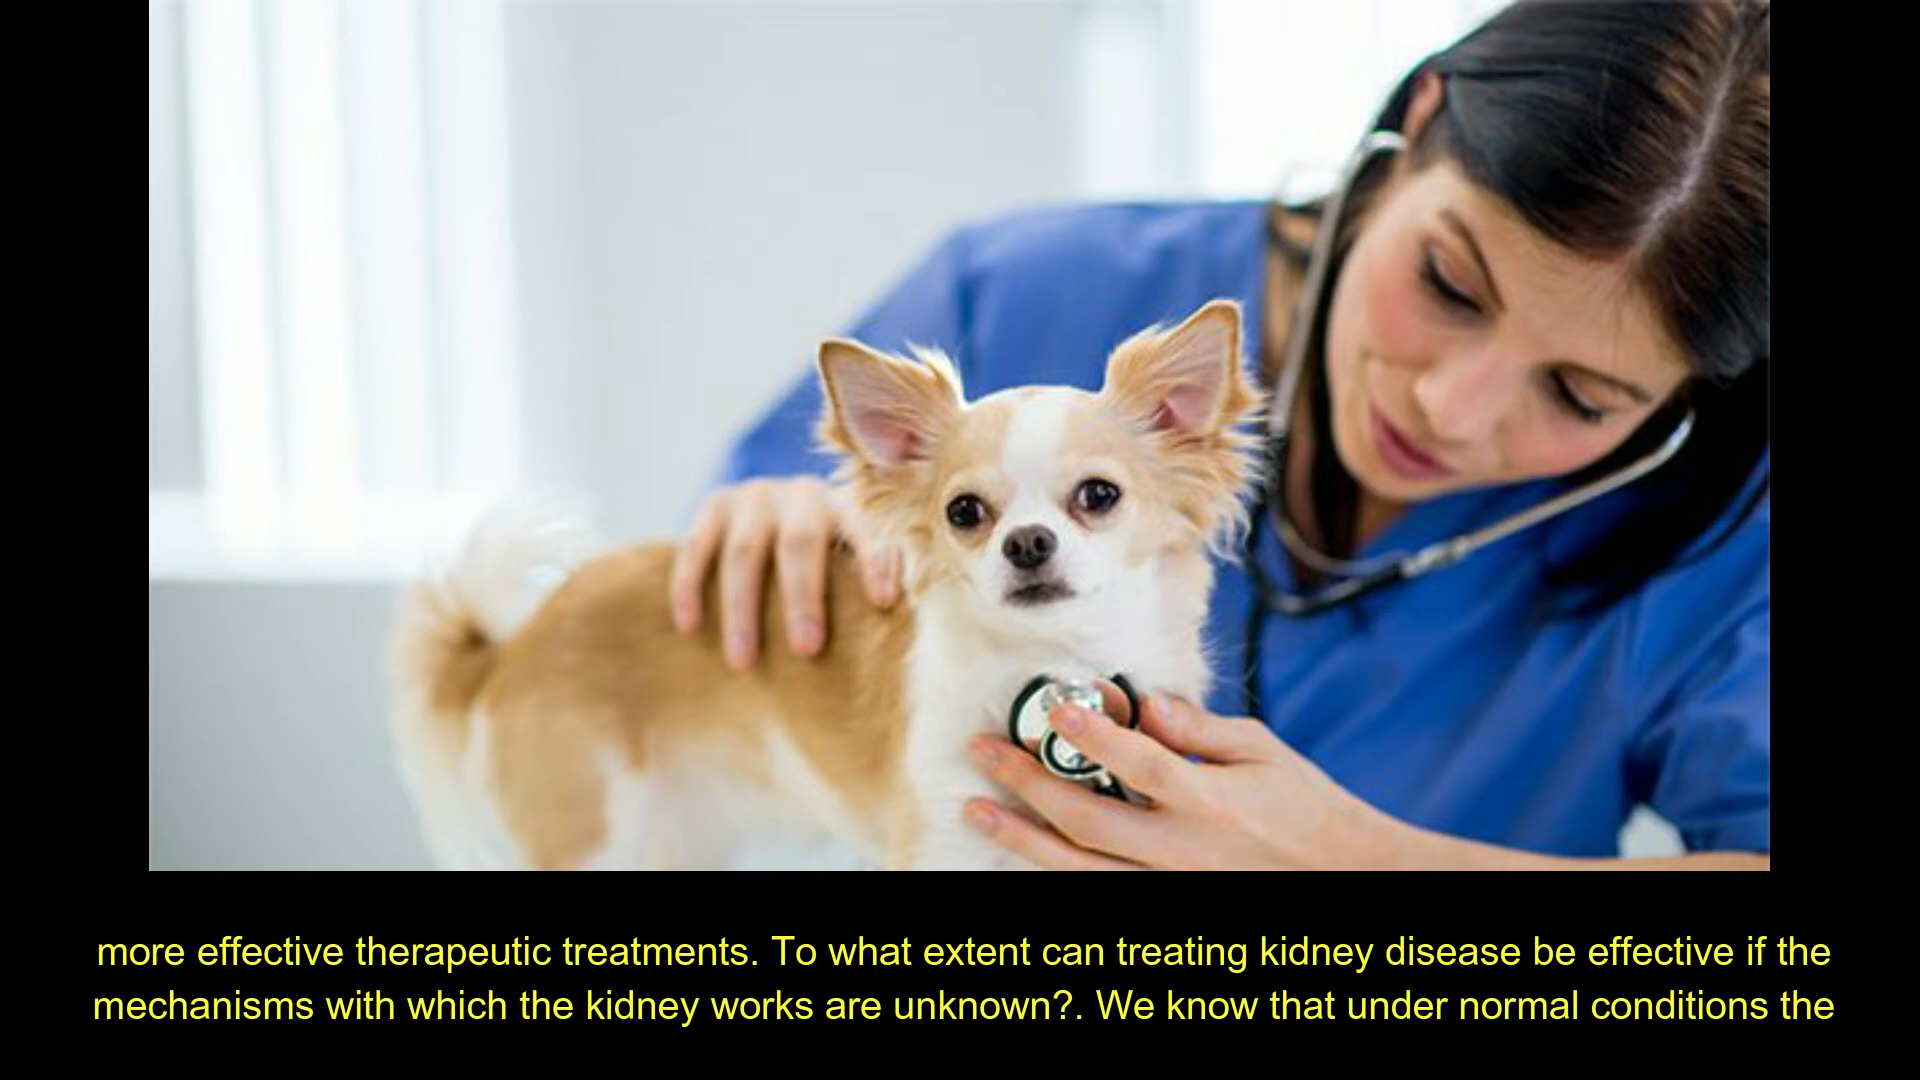 more effective therapeutic treatments. To what extent can treating kidney disease be effective if the
mechanisms with which the kidney works are unknown?. We know that under normal conditions the